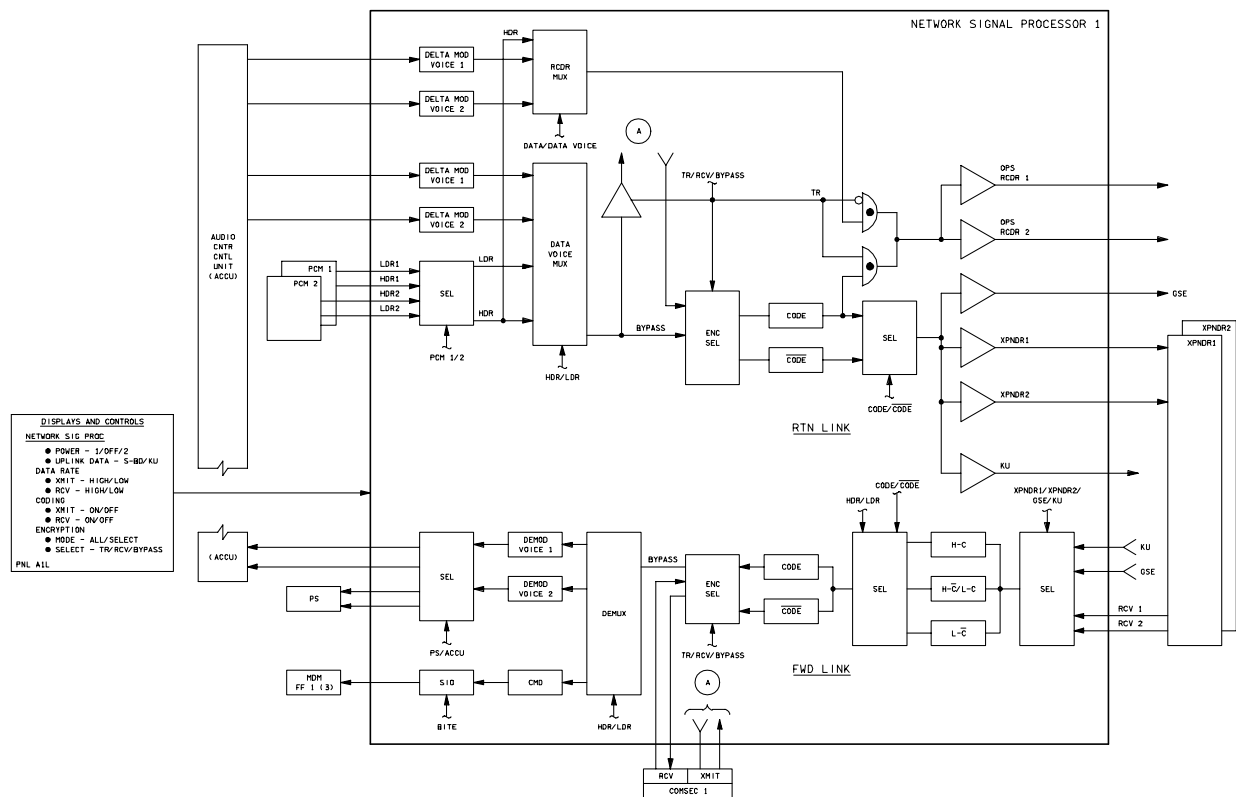 NETWORK SIGNAL PROCESSOR 1
HDR
DELTA MOD
VOICE 1
RCDR
MUX
DELTA MOD
VOICE 2
DATA/DATA VOICE
A
TR/RCV/BYPASS
TR
OPS
RCDR 1
OPS
RCDR 2
DELTA MOD
VOICE 1
DELTA MOD
VOICE 2
DATA
VOICE
MUX
AUDIO
CNTR
CNTL
UNIT
(ACCU)
PCM 1
PCM 2
LDR1
HDR1
HDR2
LDR2
SEL
LDR
HDR
PCM 1/2
HDR/LDR
BYPASS
ENC
SEL
CODE
C̅O̅D̅E̅
SEL
CODE/C̅O̅D̅E̅
GSE
XPNDR1
XPNDR2
KU
XPNDR2
XPNDR1
RTN LINK
DISPLAYS AND CONTROLS
NETWORK SIG PROC
● POWER - 1/OFF/2
● UPLINK DATA - S-BD/KU
DATA RATE
● XMIT - HIGH/LOW
● RCV - HIGH/LOW
CODING
● XMIT - ON/OFF
● RCV - ON/OFF
ENCRYPTION
● MODE - ALL/SELECT
● SELECT - TR/RCV/BYPASS
PNL A1L
(ACCU)
PS
MDM
FF 1 (3)
SEL
PS/ACCU
SIO
BITE
DEMOD
VOICE 1
DEMOD
VOICE 2
CMD
DEMUX
HDR/LDR
BYPASS
ENC
SEL
TR/RCV/BYPASS
CODE
C̅O̅D̅E̅
HDR/LDR
CODE/C̅O̅D̅E̅
SEL
H-C
H-C̅/L-C
L-C̅
XPNDR1/XPNDR2/
GSE/KU
SEL
KU
GSE
RCV 1
RCV 2
FWD LINK
A
RCV
XMIT
COMSEC 1